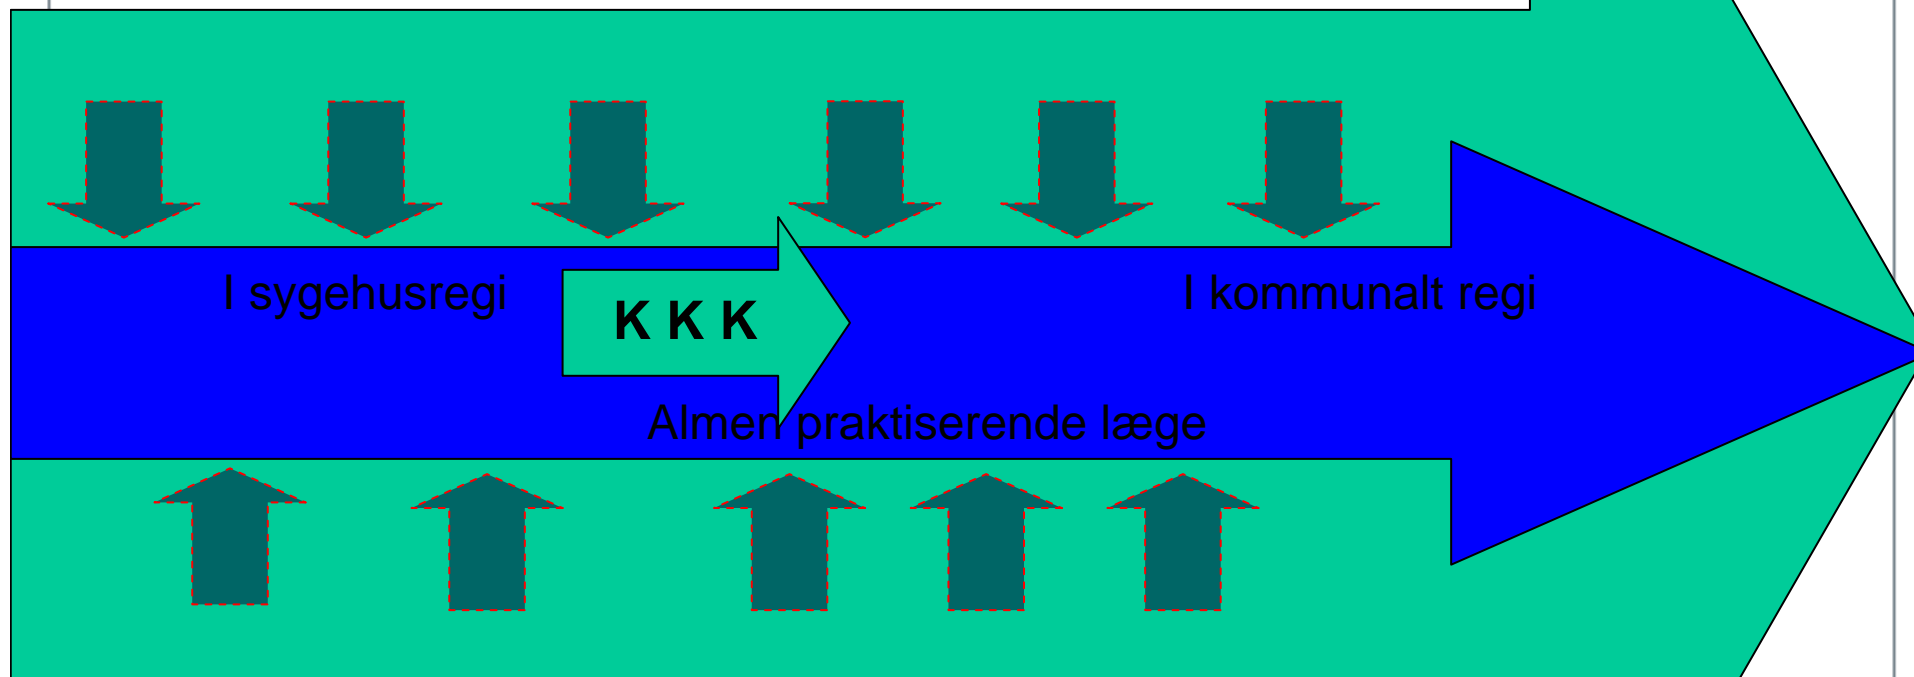 I sygehusregi
K K K
I kommunalt regi
Almen praktiserende læge